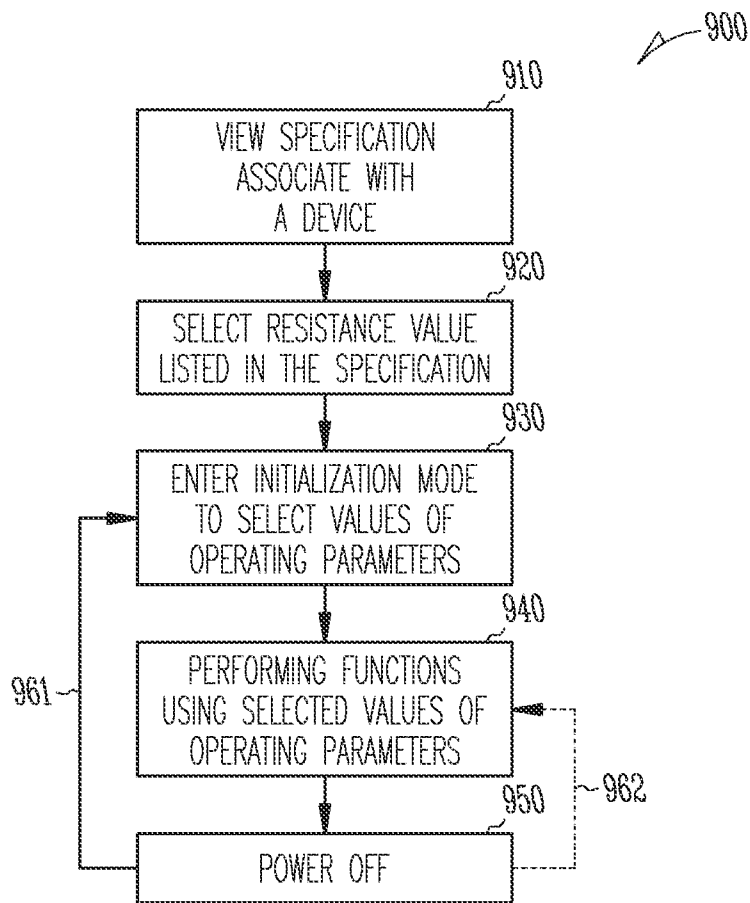 900
910
VIEW SPECIFICATION
ASSOCIATE WITH
A DEVICE
920
SELECT RESISTANCE VALUE
LISTED IN THE SPECIFICATION
930
ENTER INITIALIZATION MODE
TO SELECT VALUES OF
OPERATING PARAMETERS
940
PERFORMING FUNCTIONS
USING SELECTED VALUES OF
OPERATING PARAMETERS
961
962
950
POWER OFF